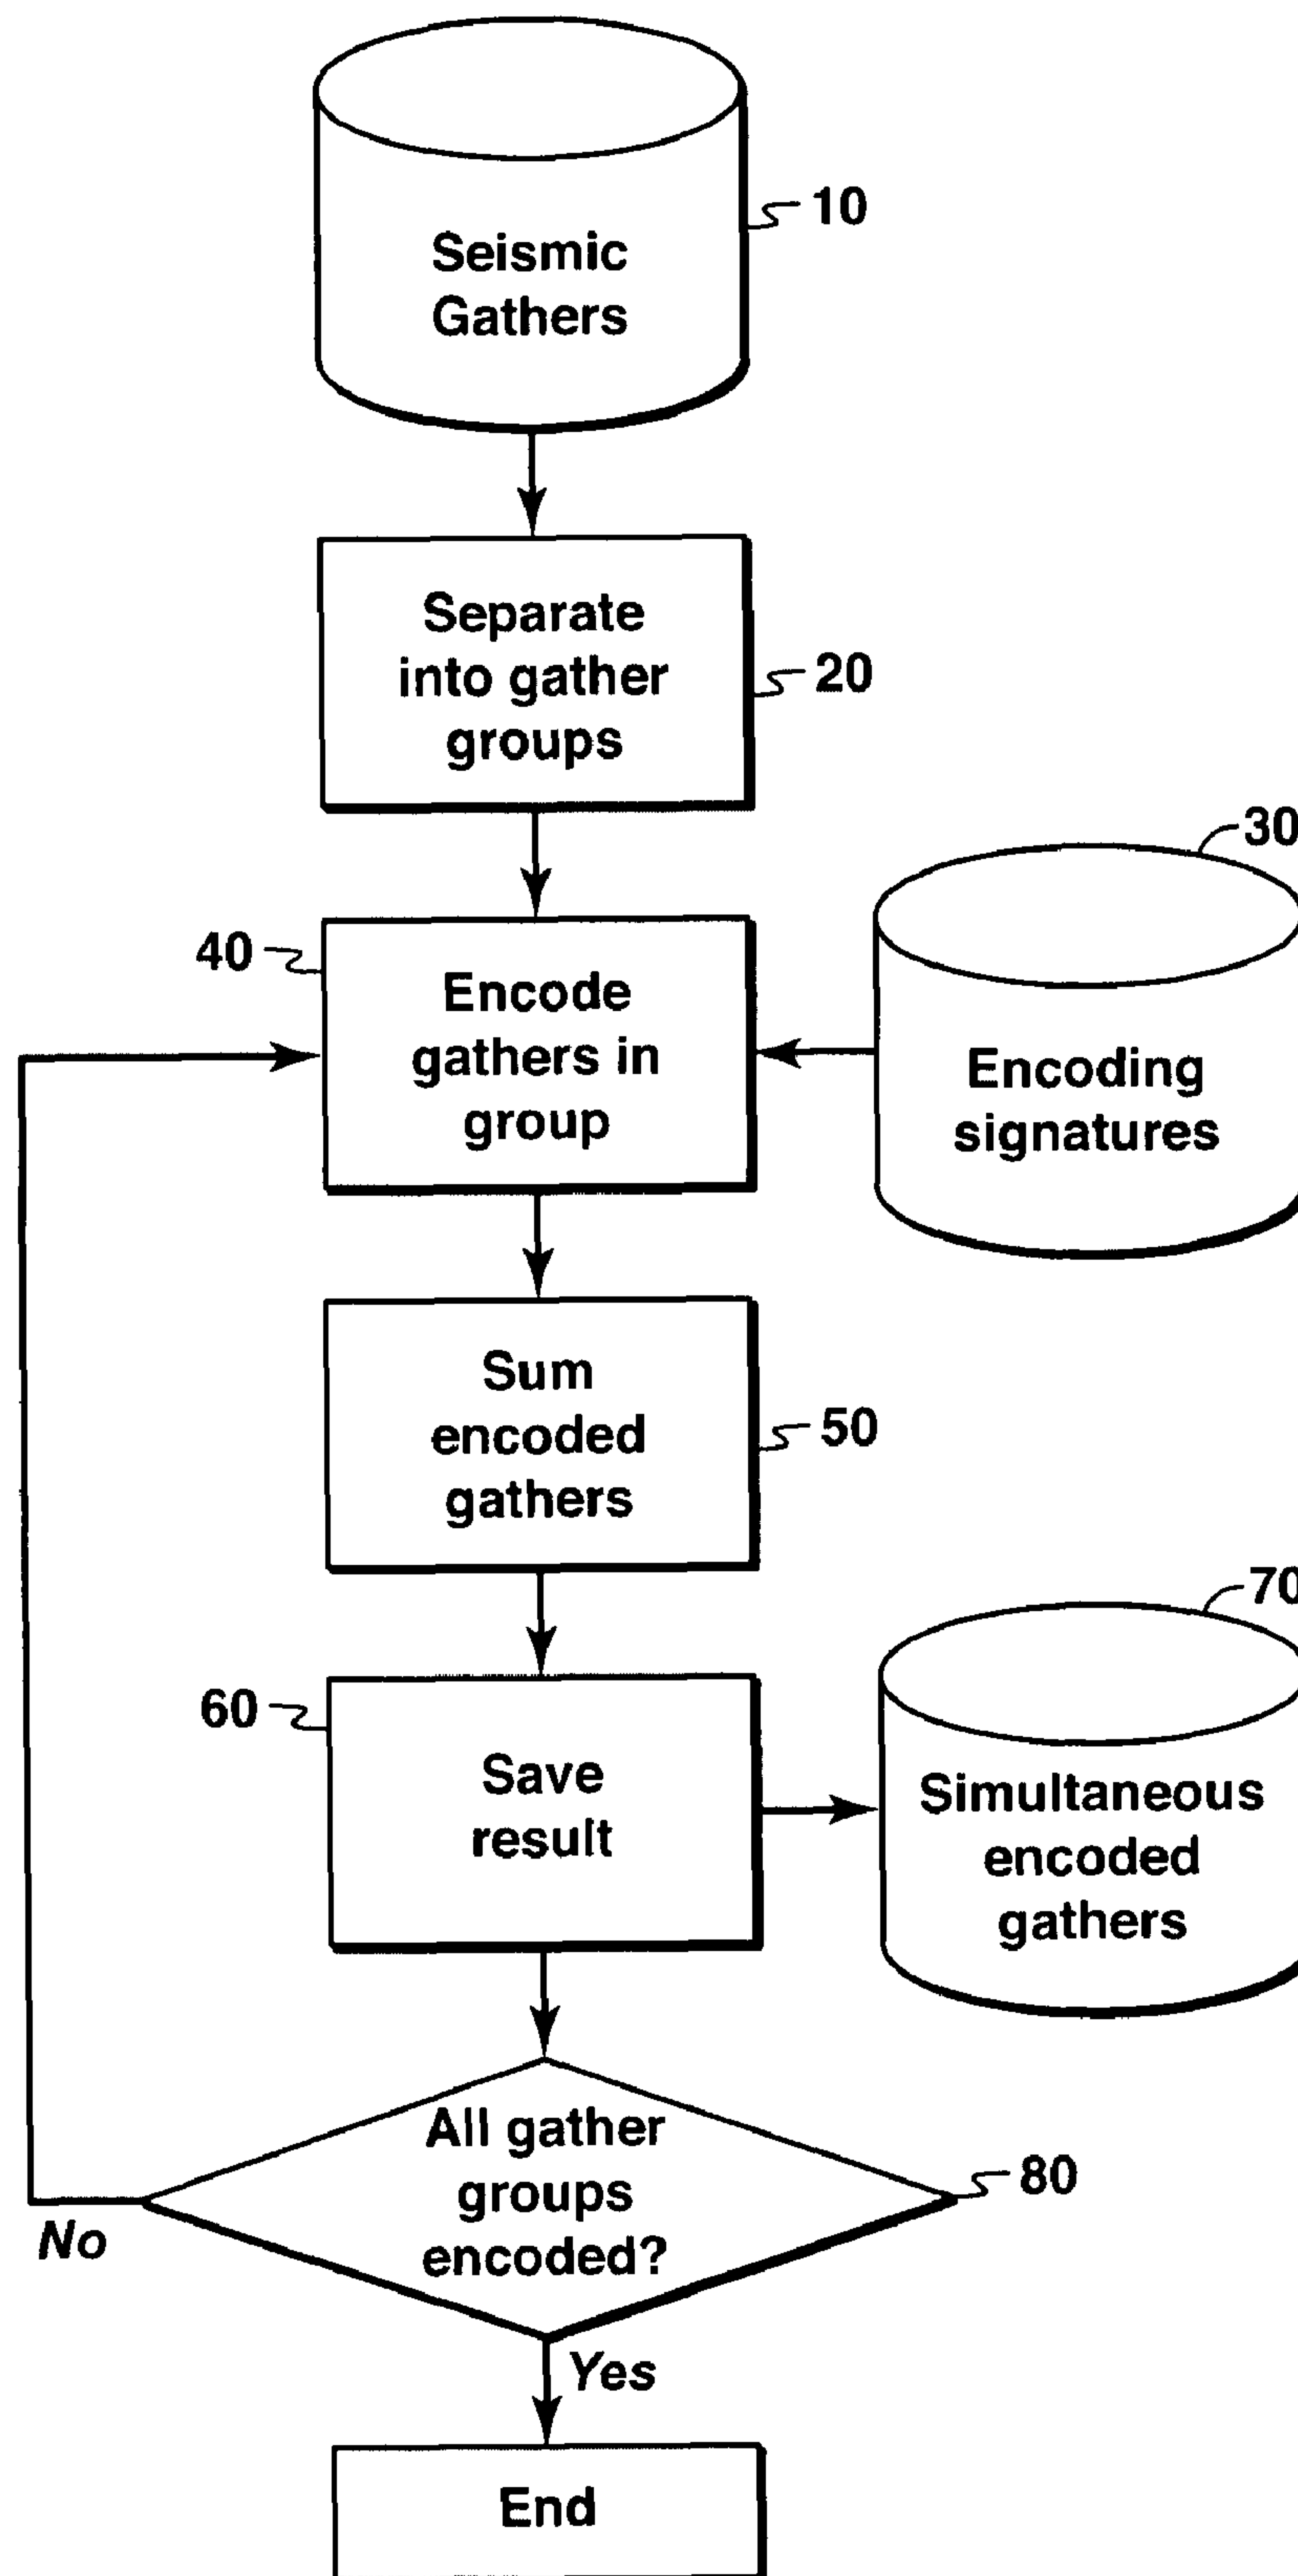 10
Seismic
Gathers
Separate
into gather
groups
20
30
40
Encode
gathers in
group
Encoding
signatures
Sum
encoded
gathers
50
70
60
Save
result
Simultaneous
encoded
gathers
All gather
groups
encoded?
80
No
Yes
End